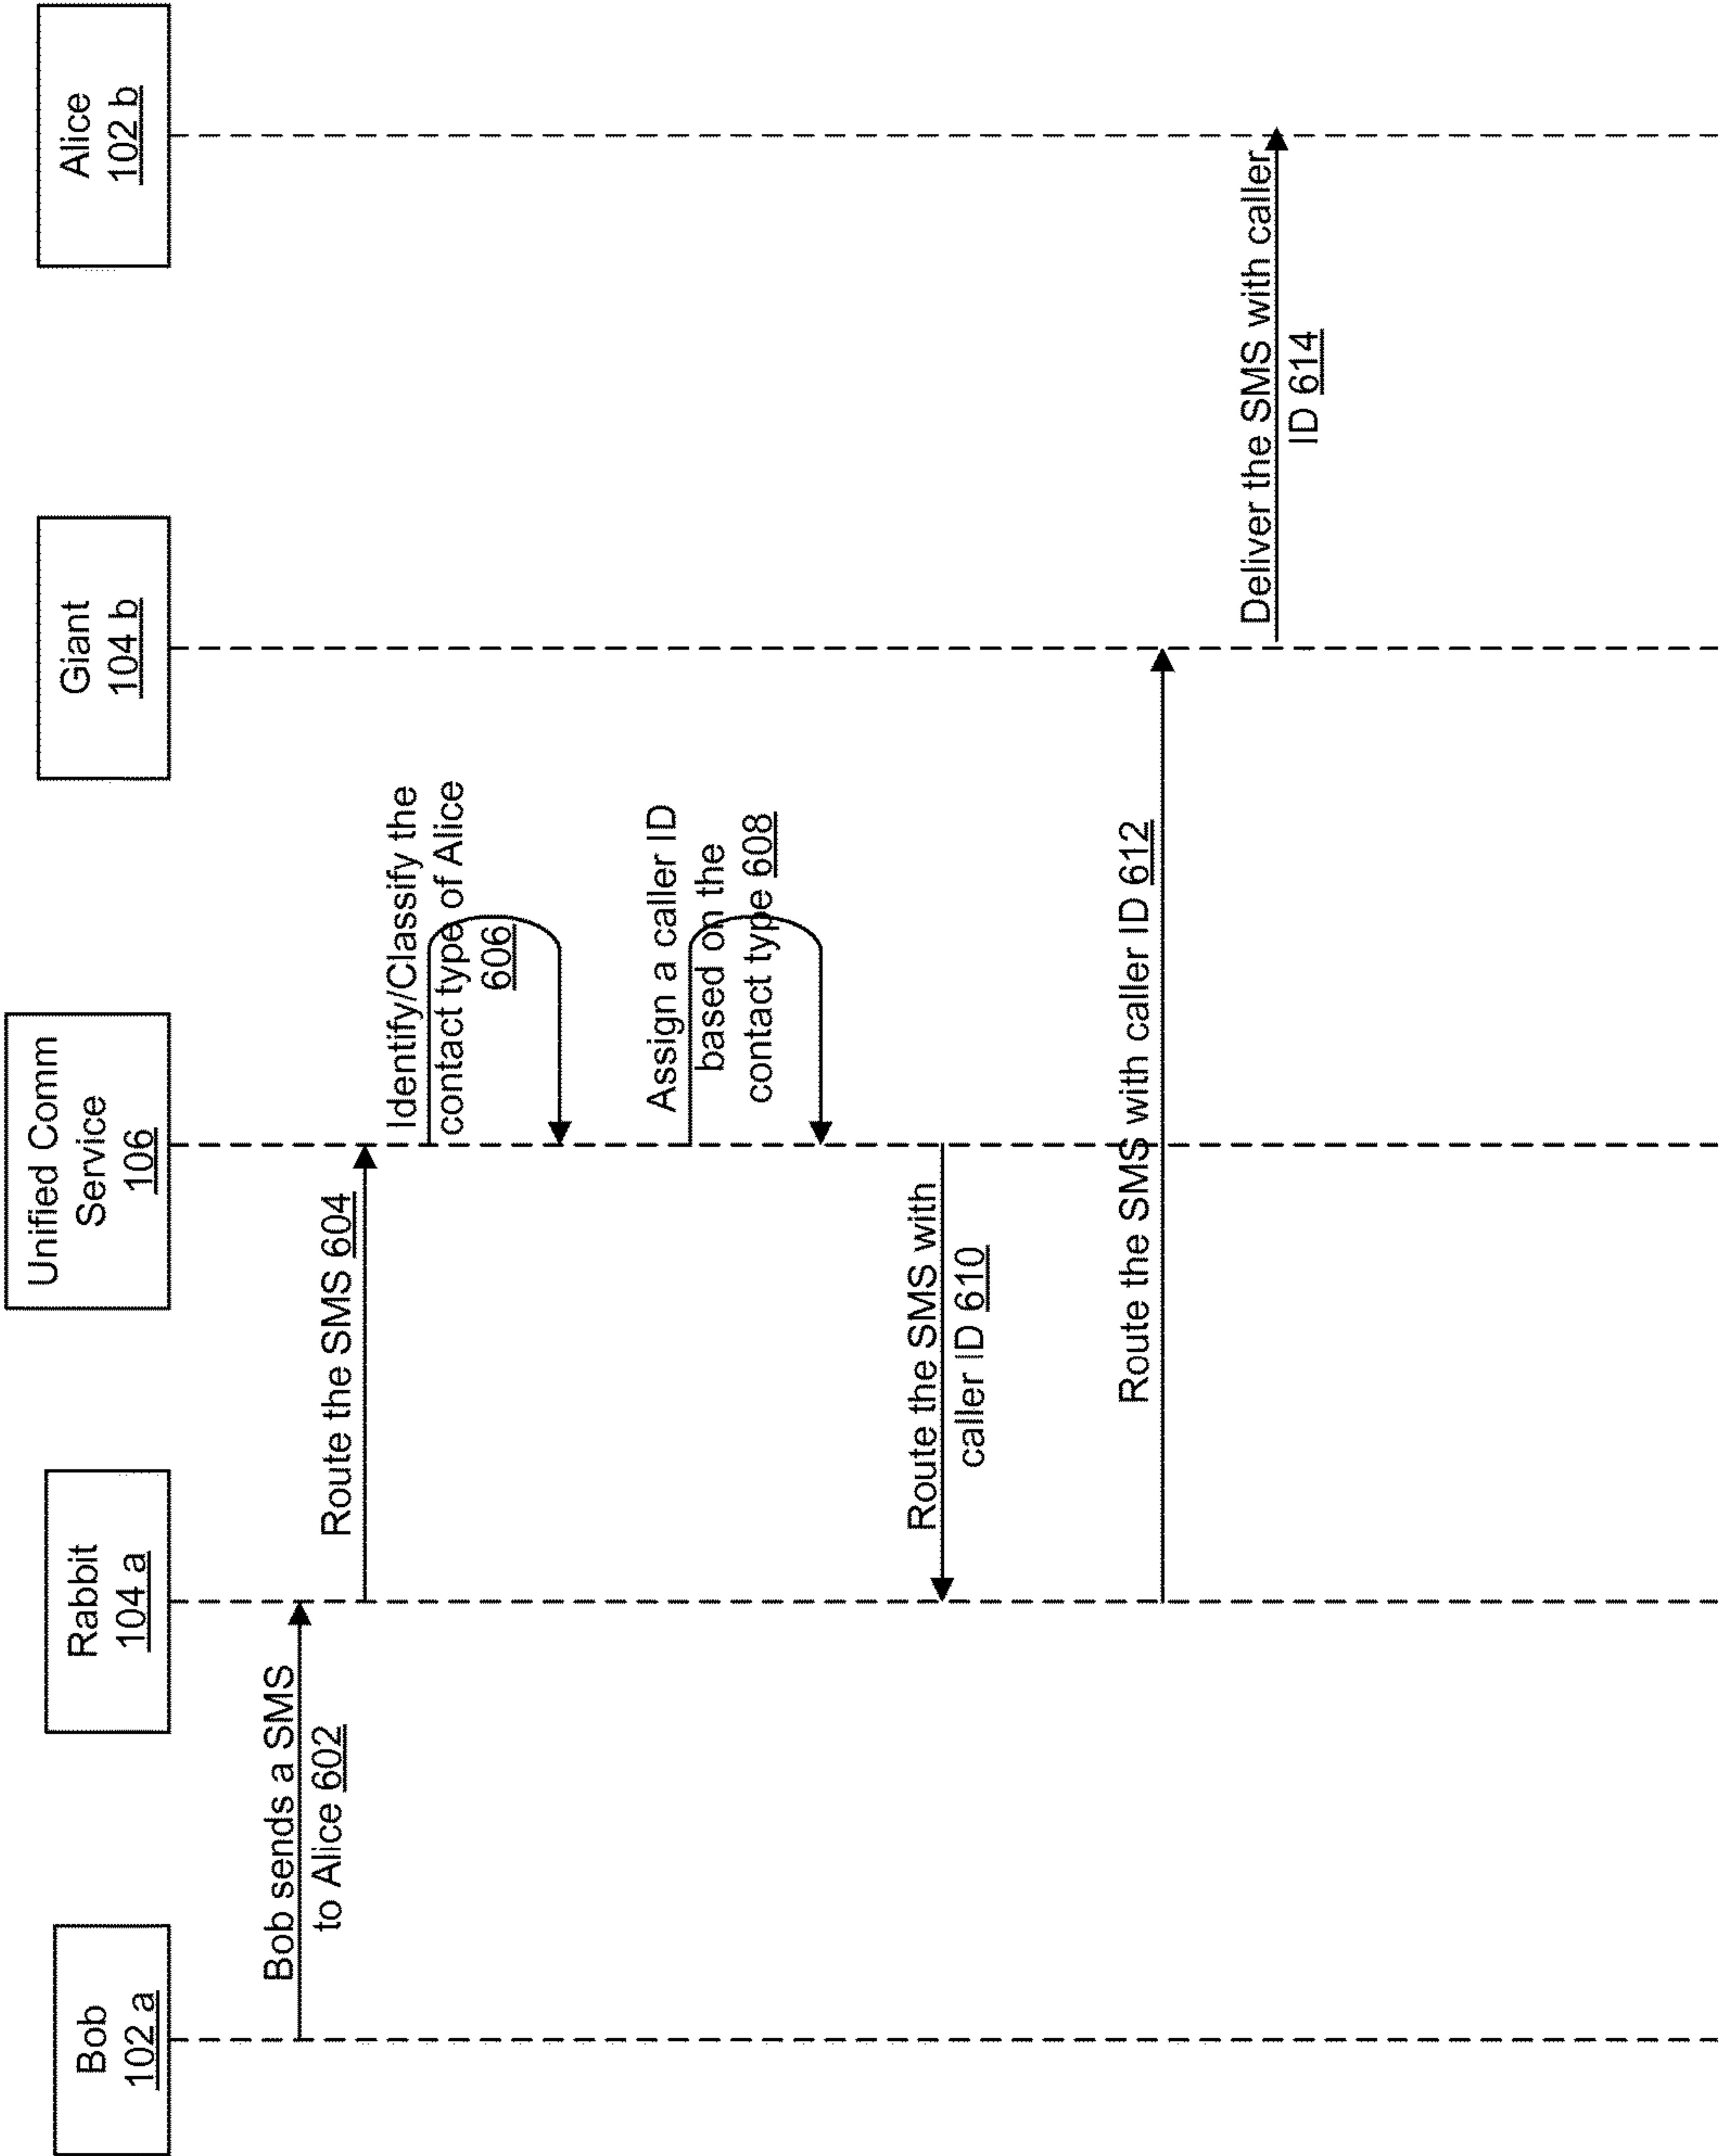 Bob
102 a
Rabbit
104 a
Unified Comm
Service
106
Giant
104 b
Alice
102 b
Bob sends a SMS
to Alice 602
Route the SMS 604
Identify/Classify the
contact type of Alice
606
Assign a caller ID
based on the
contact type 608
Route the SMS with
caller ID 610
Route the SMS with caller ID 612
Deliver the SMS with caller
ID 614